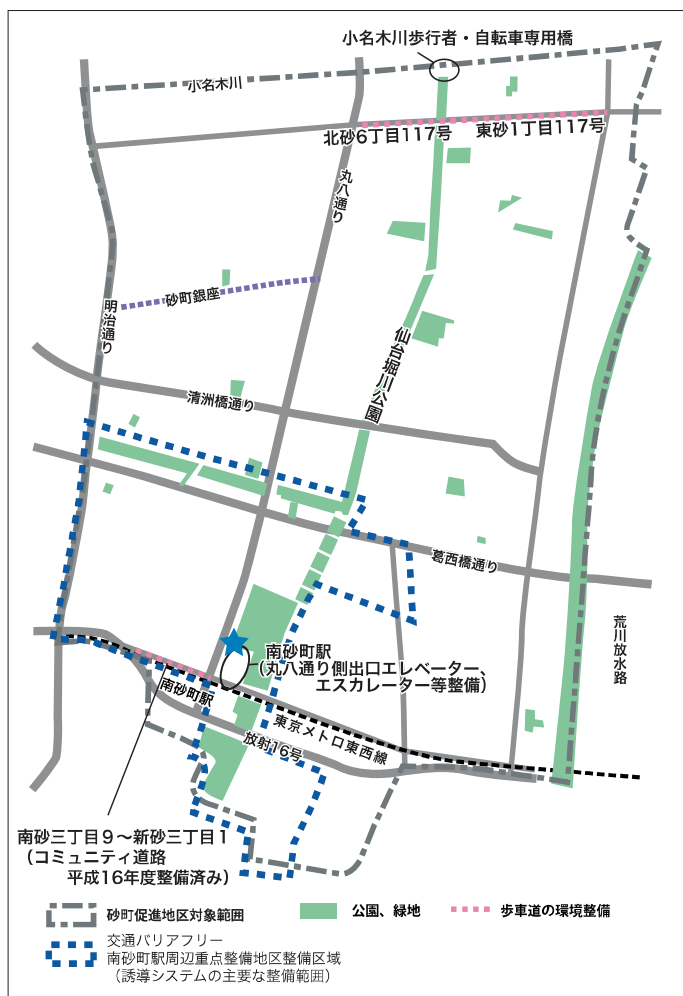 小名木川歩行者・自転車専用橋
小名木川
北砂6丁目117号
東砂1丁目117号
丸八通り
砂町銀座
明治通り
仙台堀川公園
清洲橋通り
葛西橋通り
荒川放水路
南砂町駅
（丸八通り側出口エレベーター、
エスカレーター等整備）
南砂町駅
東京メトロ東西線
放射16号
南砂三丁目９〜新砂三丁目１
（コミュニティ道路
平成16年度整備済み）
砂町促進地区対象範囲
公園、緑地
歩車道の環境整備
交通バリアフリー
南砂町駅周辺重点整備地区整備区域
（誘導システムの主要な整備範囲）